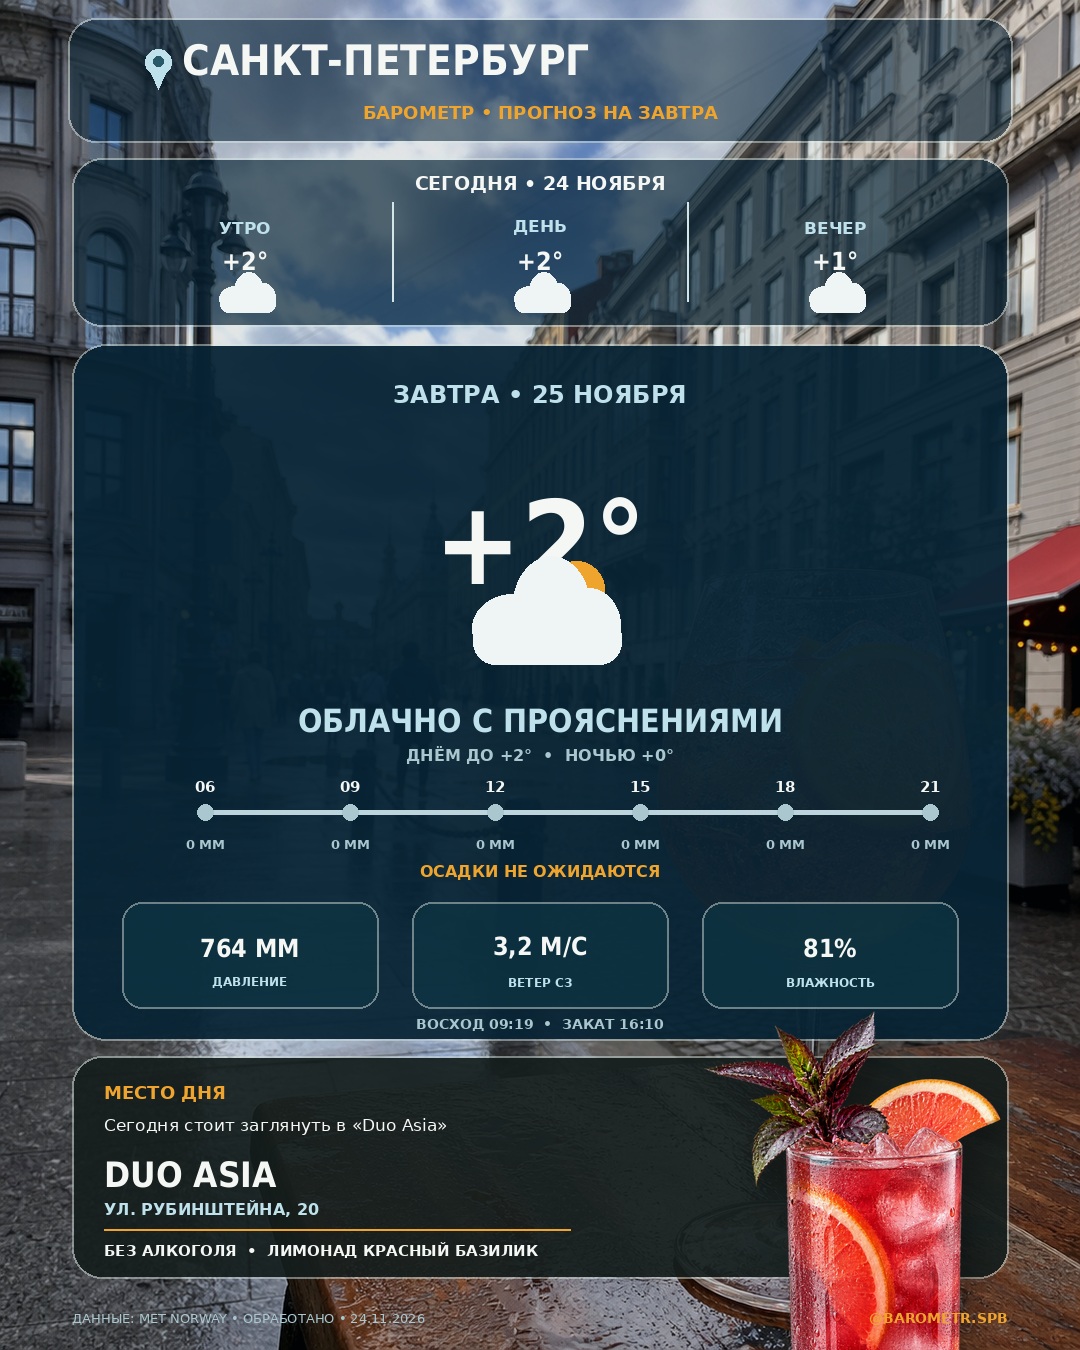 САНКТ-ПЕТЕРБУРГ
БАРОМЕТР • ПРОГНОЗ НА ЗАВТРА
СЕГОДНЯ • 24 НОЯБРЯ
УТРО ДЕНЬ ВЕЧЕР
+2° +2° +1°
ЗАВТРА • 25 НОЯБРЯ
+2°
ОБЛАЧНО С ПРОЯСНЕНИЯМИ
ДНЁМ ДО +2° • НОЧЬЮ +0°
06 09 12 15 18 21
0 ММ 0 ММ 0 ММ 0 ММ 0 ММ 0 ММ
ОСАДКИ НЕ ОЖИДАЮТСЯ
764 ММ 3,2 М/С 81%
ДАВЛЕНИЕ ВЕТЕР СЗ ВЛАЖНОСТЬ
ВОСХОД 09:19 • ЗАКАТ 16:10
МЕСТО ДНЯ
Сегодня стоит заглянуть в «Duo Asia»
DUO ASIA
УЛ. РУБИНШТЕЙНА, 20
БЕЗ АЛКОГОЛЯ • ЛИМОНАД КРАСНЫЙ БАЗИЛИК
ДАННЫЕ: MET NORWAY • ОБРАБОТАНО • 24.11.2026
@BAROMETR.SPB